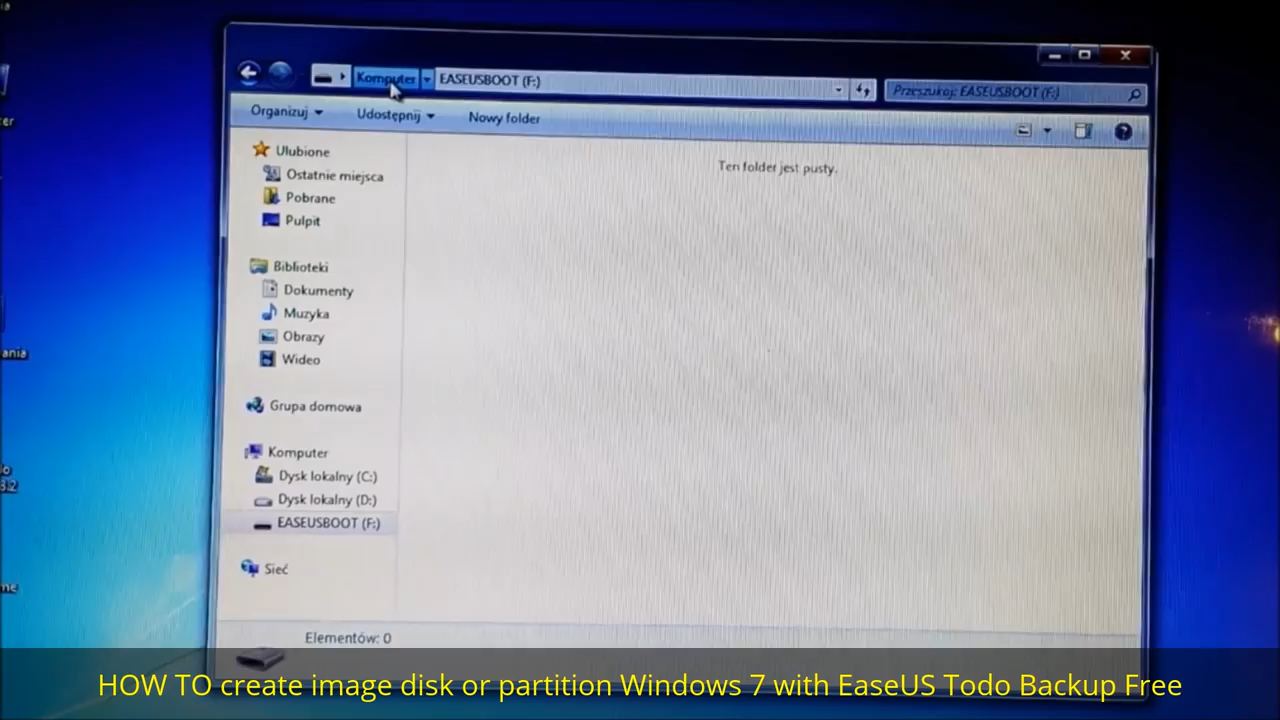 Komputer EASEUSBOOT (F:) Przeszukaj: EASEUSBOOT (F:)
Organizuj Udostępnij Nowy folder
Ulubione
Ten folder jest pusty.
Ostatnie miejsca
Pobrane
Pulpit
Biblioteki
Dokumenty
Muzyka
Obrazy
Wideo
ania
Grupa domowa
Komputer
Dysk lokalny (C:)
Dysk lokalny (D:)
EASEUSBOOT (F:)
Sieć
Elementów: 0
HOW TO create image disk or partition Windows 7 with EaseUS Todo Backup Free